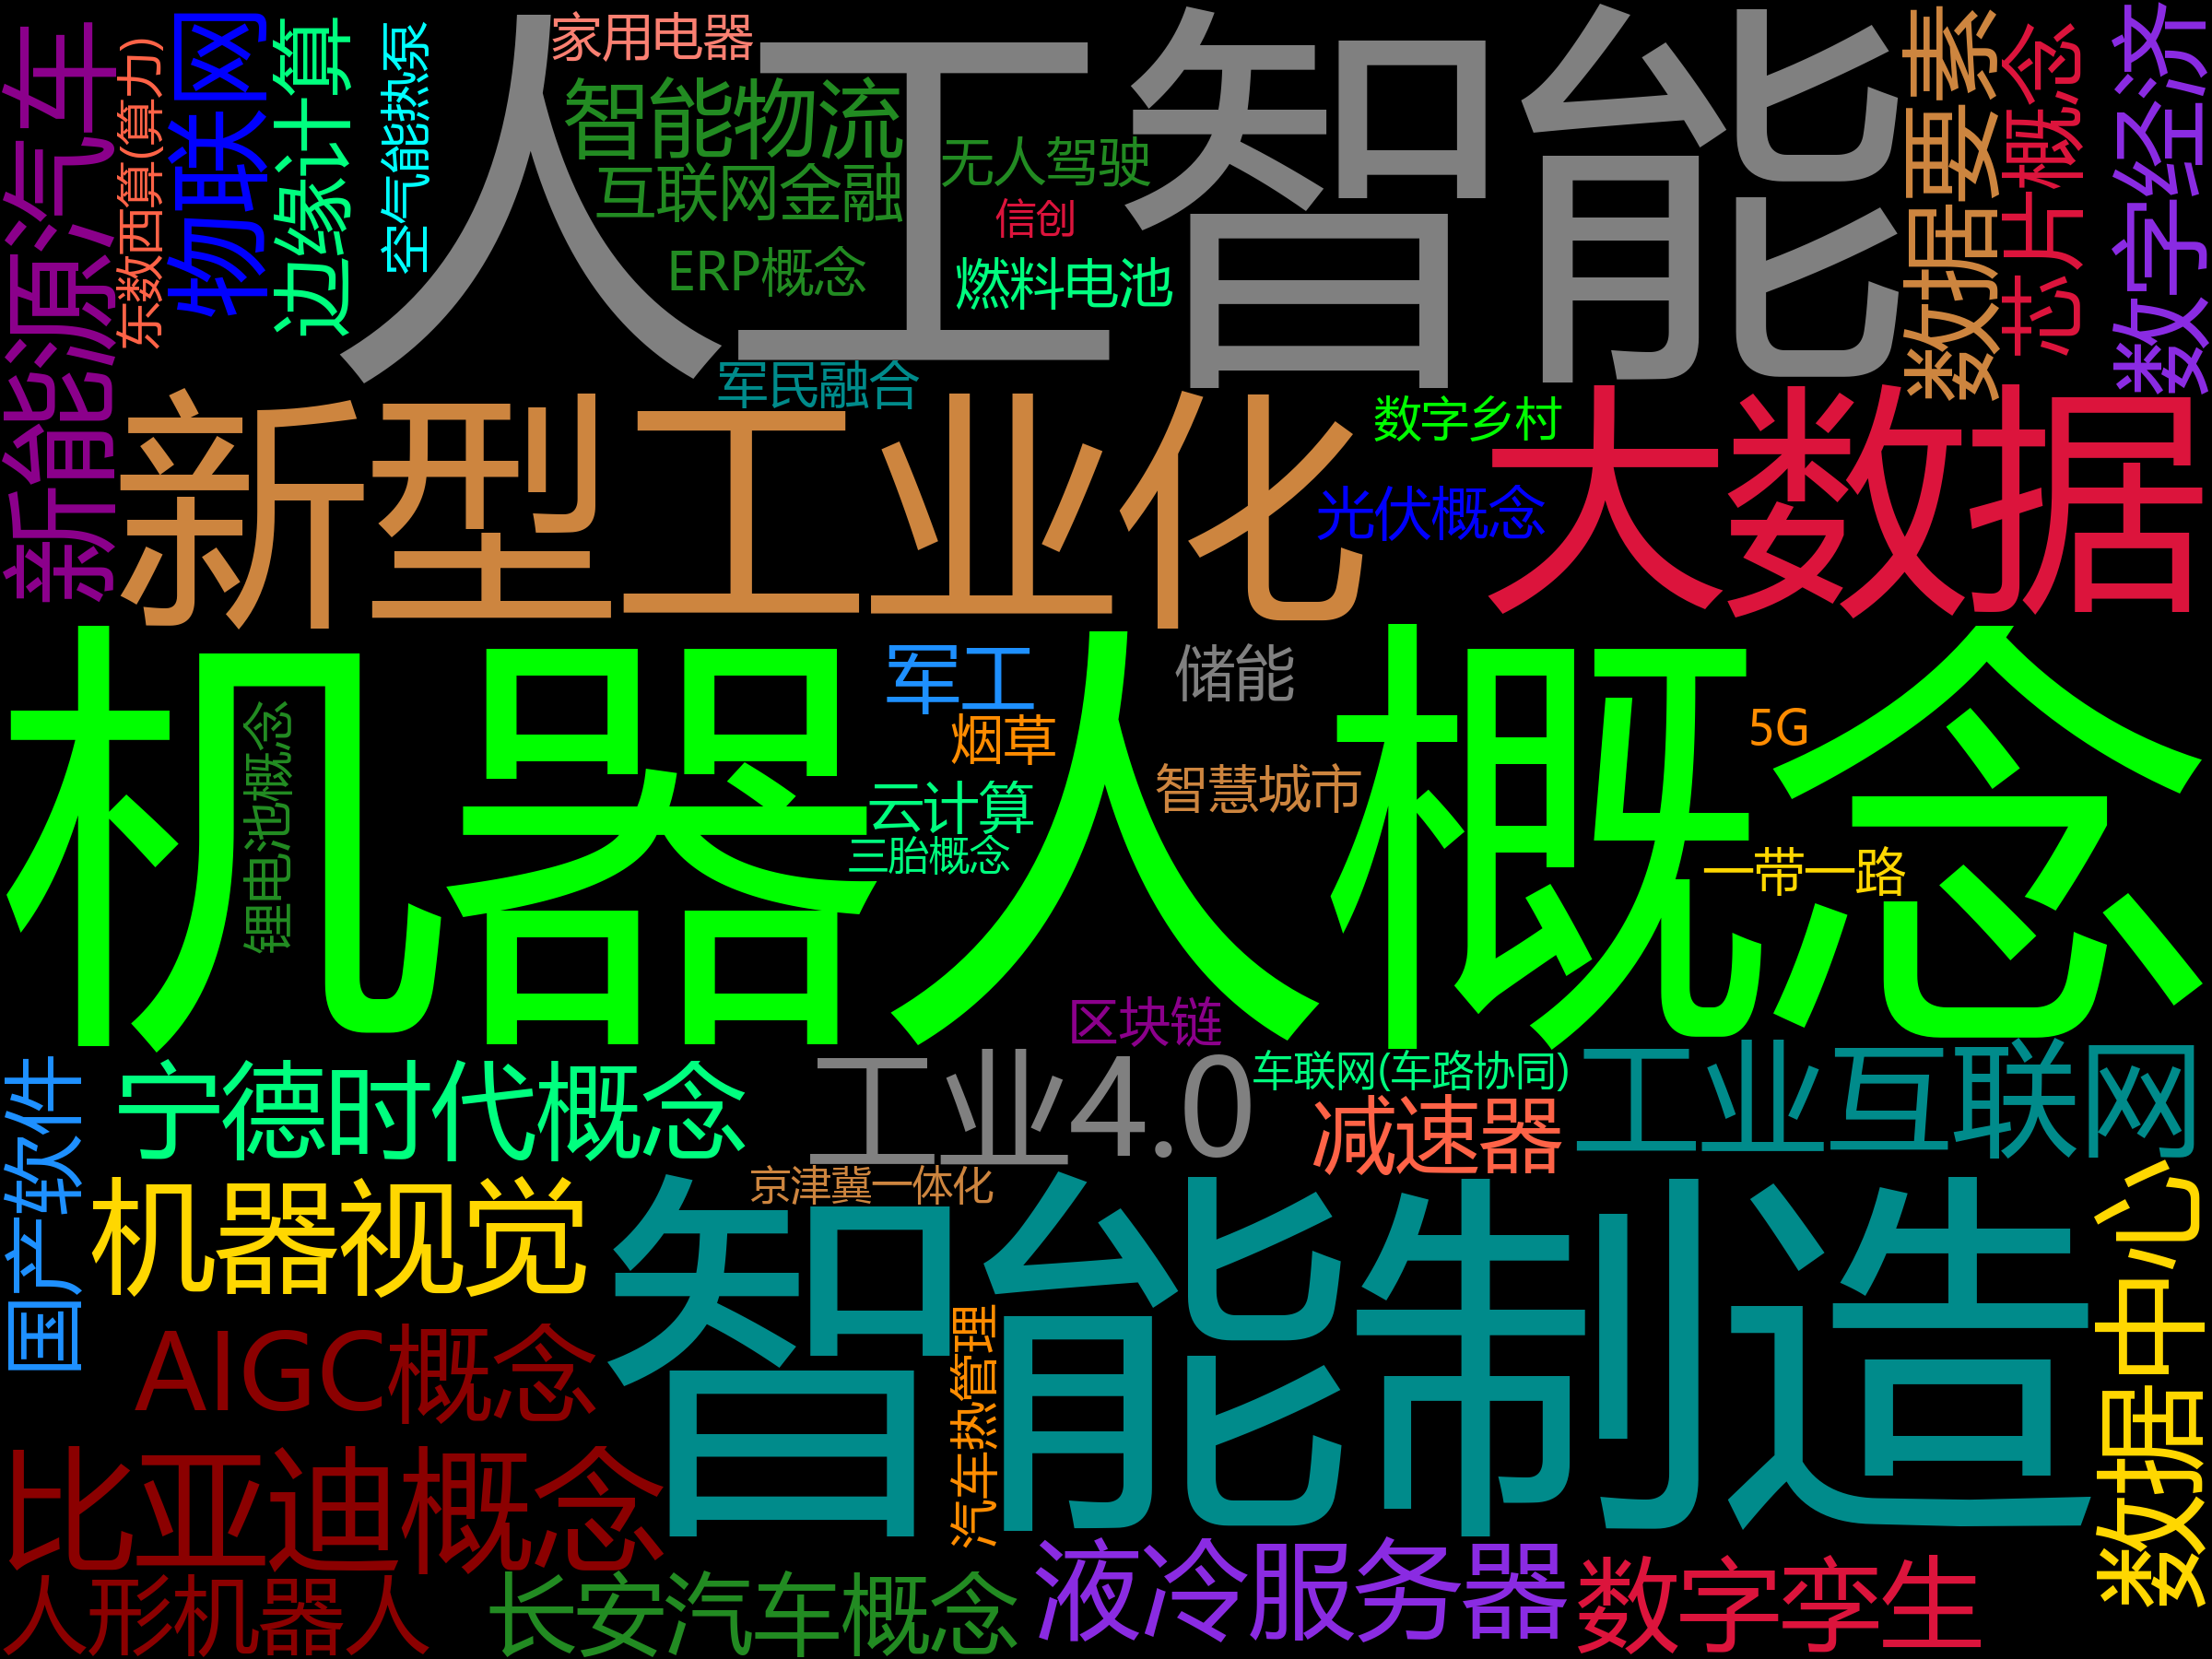 新能源汽车
东数西算(算力)
物联网
边缘计算
空气能热泵
人工智能
家用电器
智能物流
互联网金融
ERP概念
无人驾驶
信创
燃料电池
数据要素
芯片概念
数字经济
军民融合
新型工业化
数字乡村
光伏概念
大数据
机器人概念
锂电池概念
军工
烟草
云计算
三胎概念
储能
智慧城市
5G
一带一路
区块链
国产软件
宁德时代概念
工业4.0
车联网(车路协同)
减速器
工业互联网
京津冀一体化
机器视觉
智能制造
数据中心
AIGC概念
汽车热管理
比亚迪概念
人形机器人
长安汽车概念
液冷服务器
数字孪生